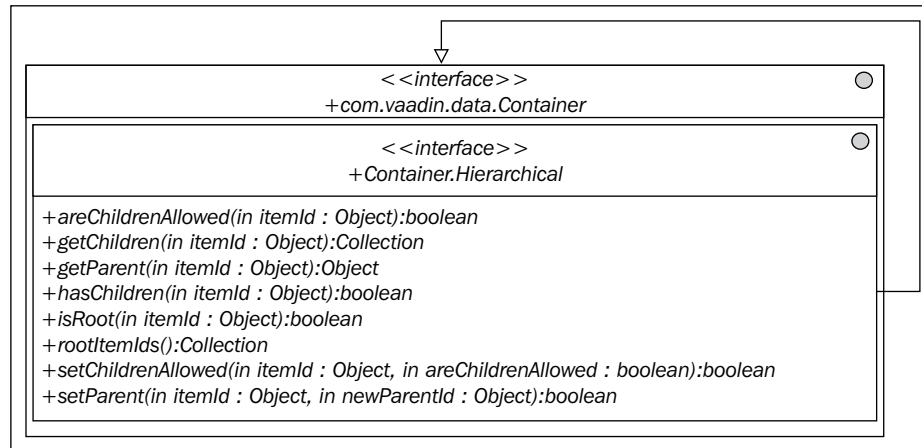 <<interface>>
+com.vaadin.data.Container
<<interface>>
+Container.Hierarchical
+areChildrenAllowed(in itemId : Object):boolean
+getChildren(in itemId : Object):Collection
+getParent(in itemId : Object):Object
+hasChildren(in itemId : Object):boolean
+isRoot(in itemId : Object):boolean
+rootItemIds():Collection
+setChildrenAllowed(in itemId : Object, in areChildrenAllowed : boolean):boolean
+setParent(in itemId : Object, in newParentId : Object):boolean